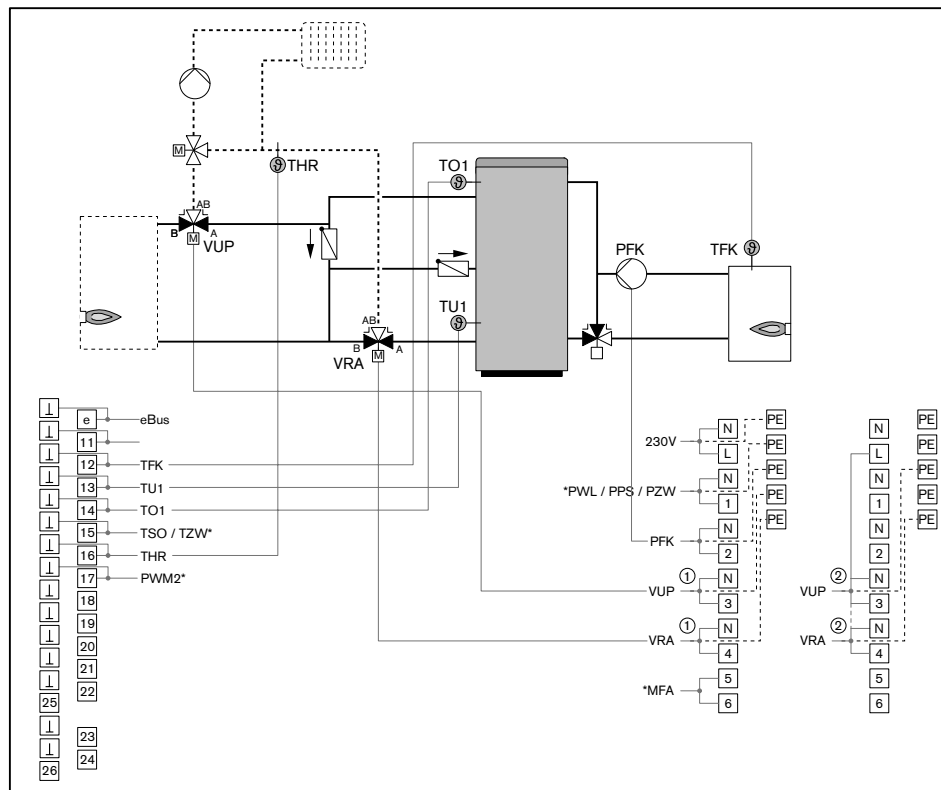 M
THR
TO1
AB
B
A
M
VUP
PFK
TFK
TU1
AB
B
A
M
VRA
⊥
e
eBus
⊥
11
⊥
12
TFK
⊥
13
TU1
⊥
14
TO1
⊥
15
TSO / TZW*
⊥
16
THR
⊥
17
PWM2*
⊥
18
⊥
19
⊥
20
⊥
21
⊥
22
25
⊥
23
⊥
24
26
230V
N
L
PE
*PWL / PPS / PZW
N
1
PE
PFK
N
2
PE
VUP
1
N
3
PE
VRA
1
N
4
PE
*MFA
5
6
N
L
PE
N
1
PE
N
2
PE
VUP
2
N
3
PE
VRA
2
N
4
PE
5
6